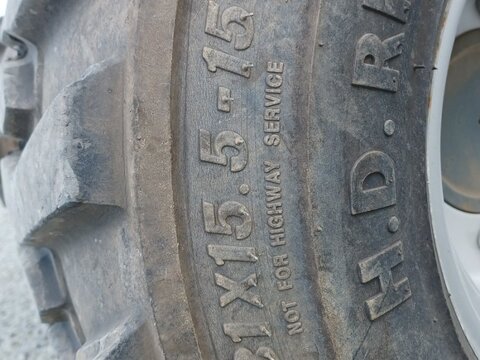 31X15.5-15
NOT FOR HIGHWAY SERVICE
H.D.